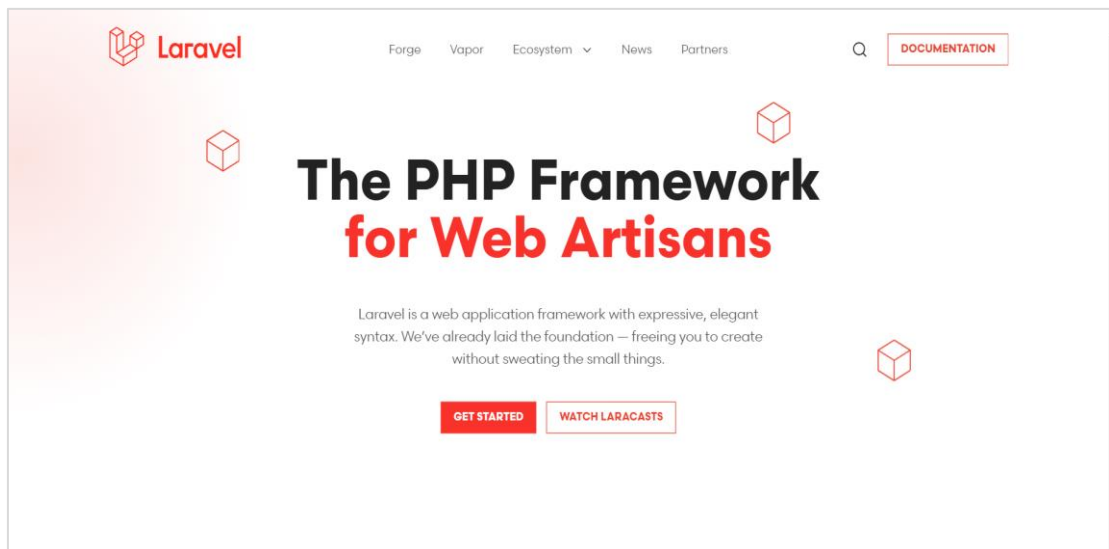 Laravel
Forge Vapor Ecosystem News Partners
DOCUMENTATION
The PHP Framework
for Web Artisans
Laravel is a web application framework with expressive, elegant
syntax. We've already laid the foundation — freeing you to create
without sweating the small things.
GET STARTED WATCH LARACASTS